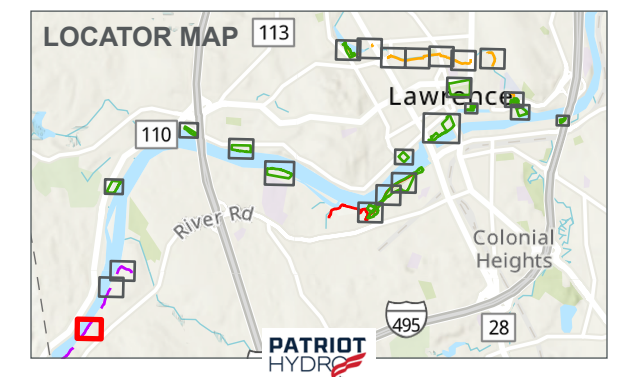 LOCATOR MAP
113
Lawrence
110
River Rd
Colonial
Heights
495
28
PATRIOT
HYDRO